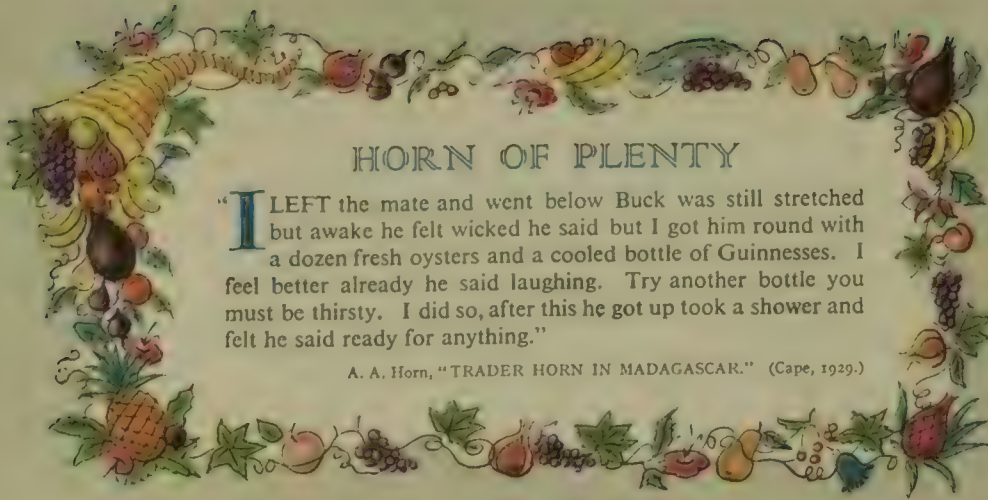 HORN OF PLENTY
"I LEFT the mate and went below Buck was still stretched
but awake he felt wicked he said but I got him round with
a dozen fresh oysters and a cooled bottle of Guinnesses. I
feel better already he said laughing. Try another bottle you
must be thirsty. I did so, after this he got up took a shower and
felt he said ready for anything."
A. A. Horn, "TRADER HORN IN MADAGASCAR." (Cape, 1929.)